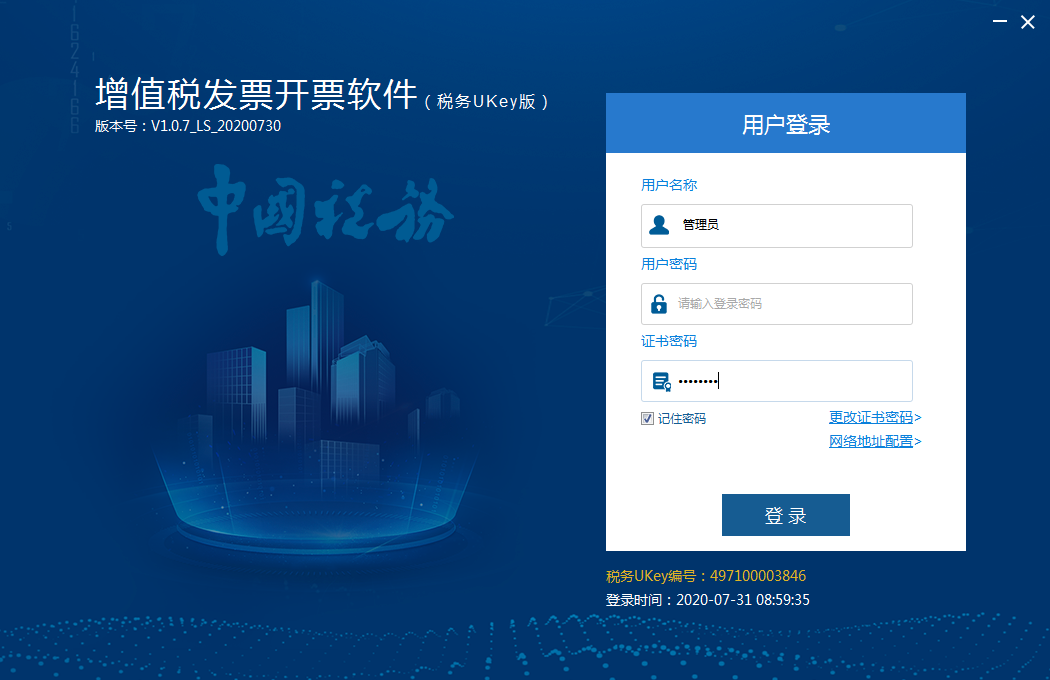 1624166
增值税发票开票软件（税务UKey版）
版本号：V1.0.7_LS_20200730
中國税務
用户登录
用户名称
管理员
用户密码
请输入登录密码
证书密码
••••••••
记住密码
更改证书密码>
网络地址配置>
登 录
税务UKey编号：497100003846
登录时间：2020-07-31 08:59:35